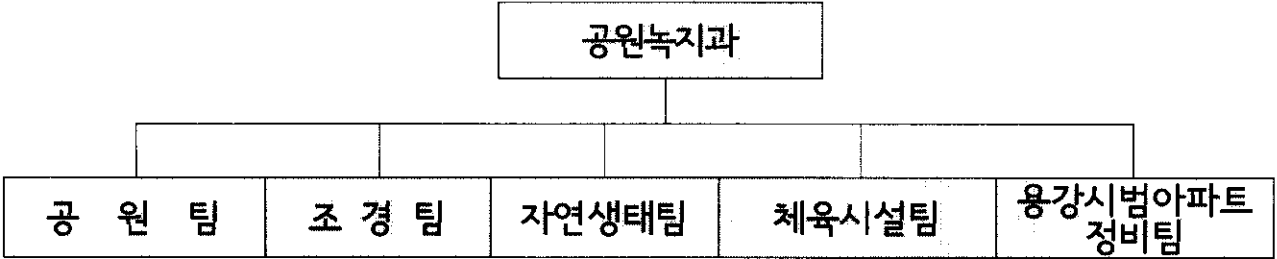 공원녹지과
공 원 팀
조 경 팀
자연생태팀
체육시설팀
용강시범아파트
정비팀